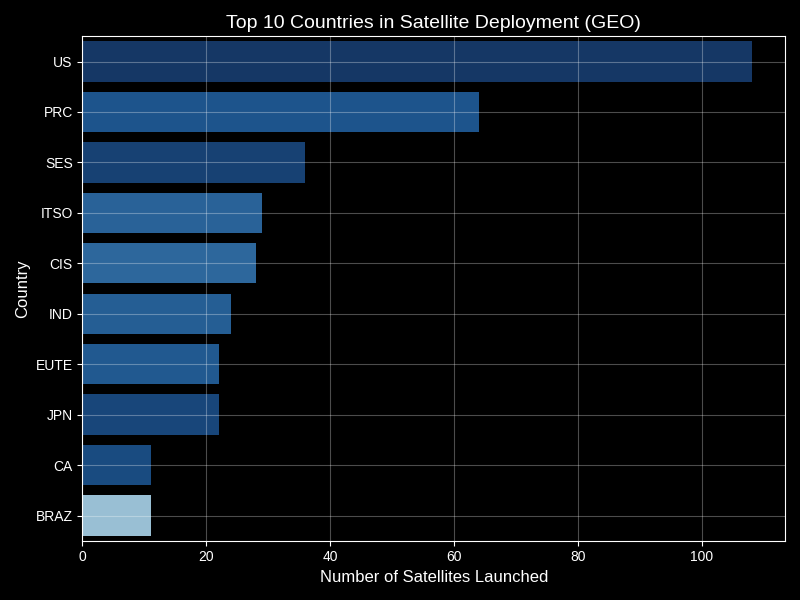 Top 10 Countries in Satellite Deployment (GEO)
US
PRC
SES
ITSO
CIS
IND
EUTE
JPN
CA
BRAZ
Country
0 20 40 60 80 100
Number of Satellites Launched